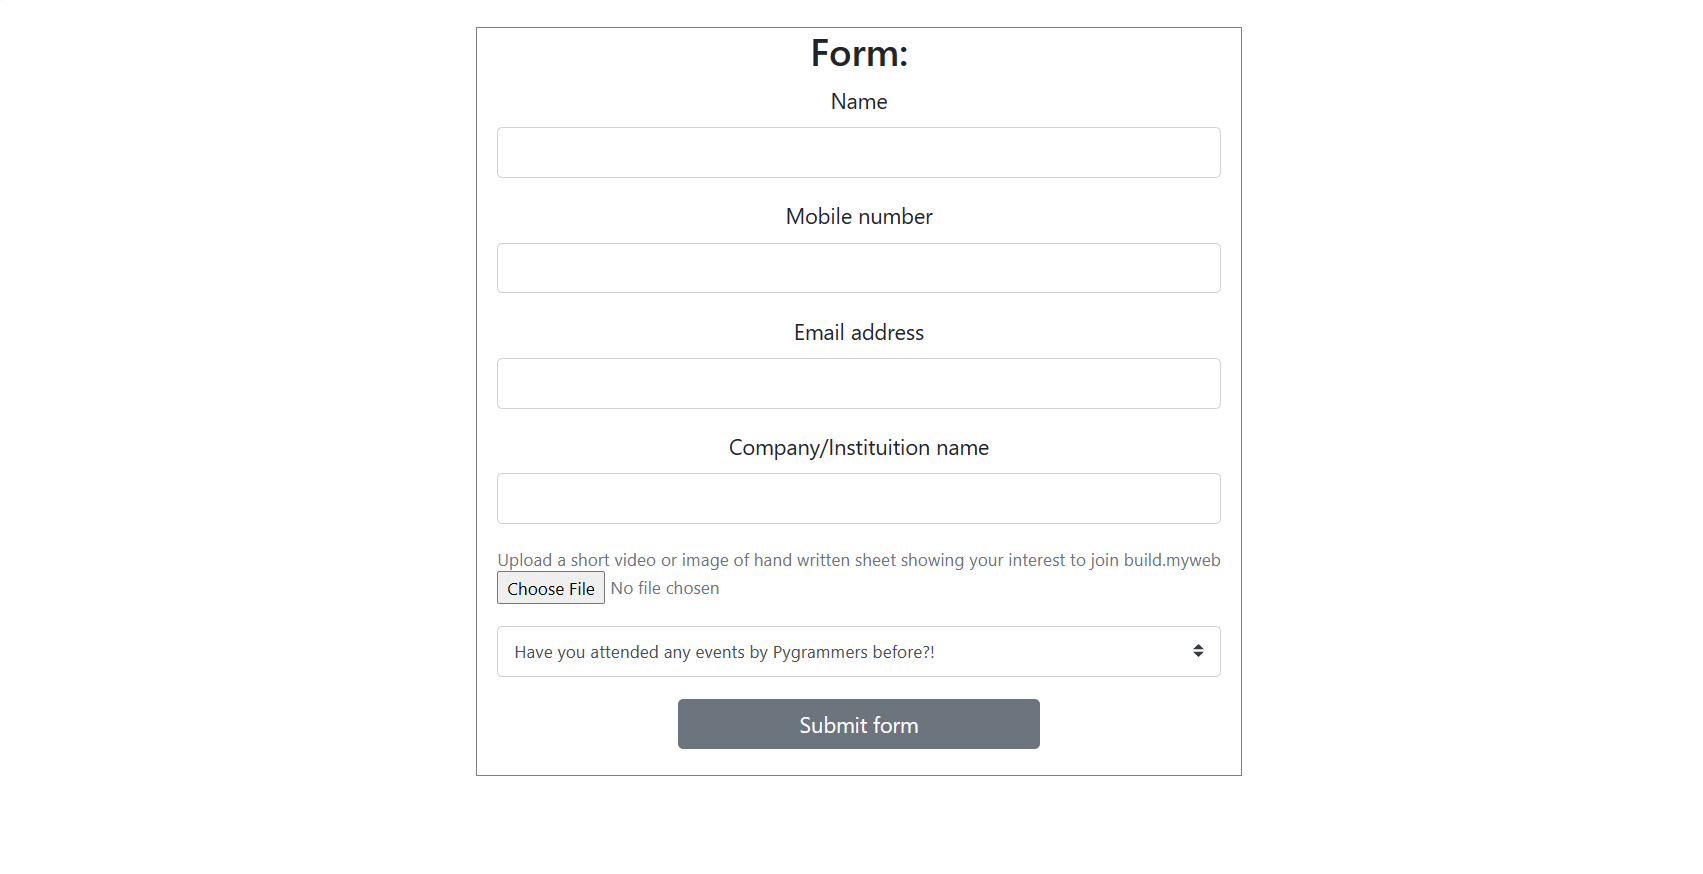 Form:
Name
Mobile number
Email address
Company/Instituition name
Upload a short video or image of hand written sheet showing your interest to join build.myweb
Choose File No file chosen
Have you attended any events by Pygrammers before?!
Submit form